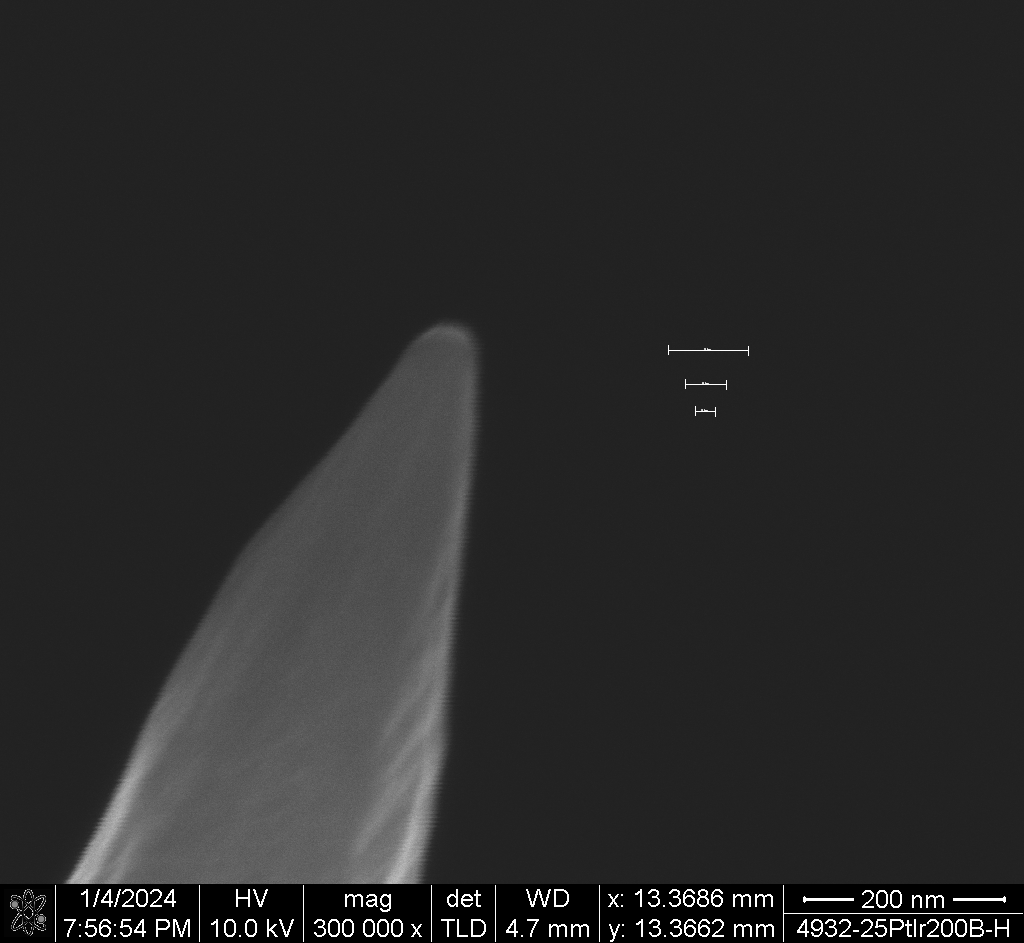 1/4/2024
7:56:54 PM
HV
10.0 kV
mag
300 000 x
det
TLD
WD
4.7 mm
x: 13.3686 mm
y: 13.3662 mm
200 nm
4932-25PtIr200B-H